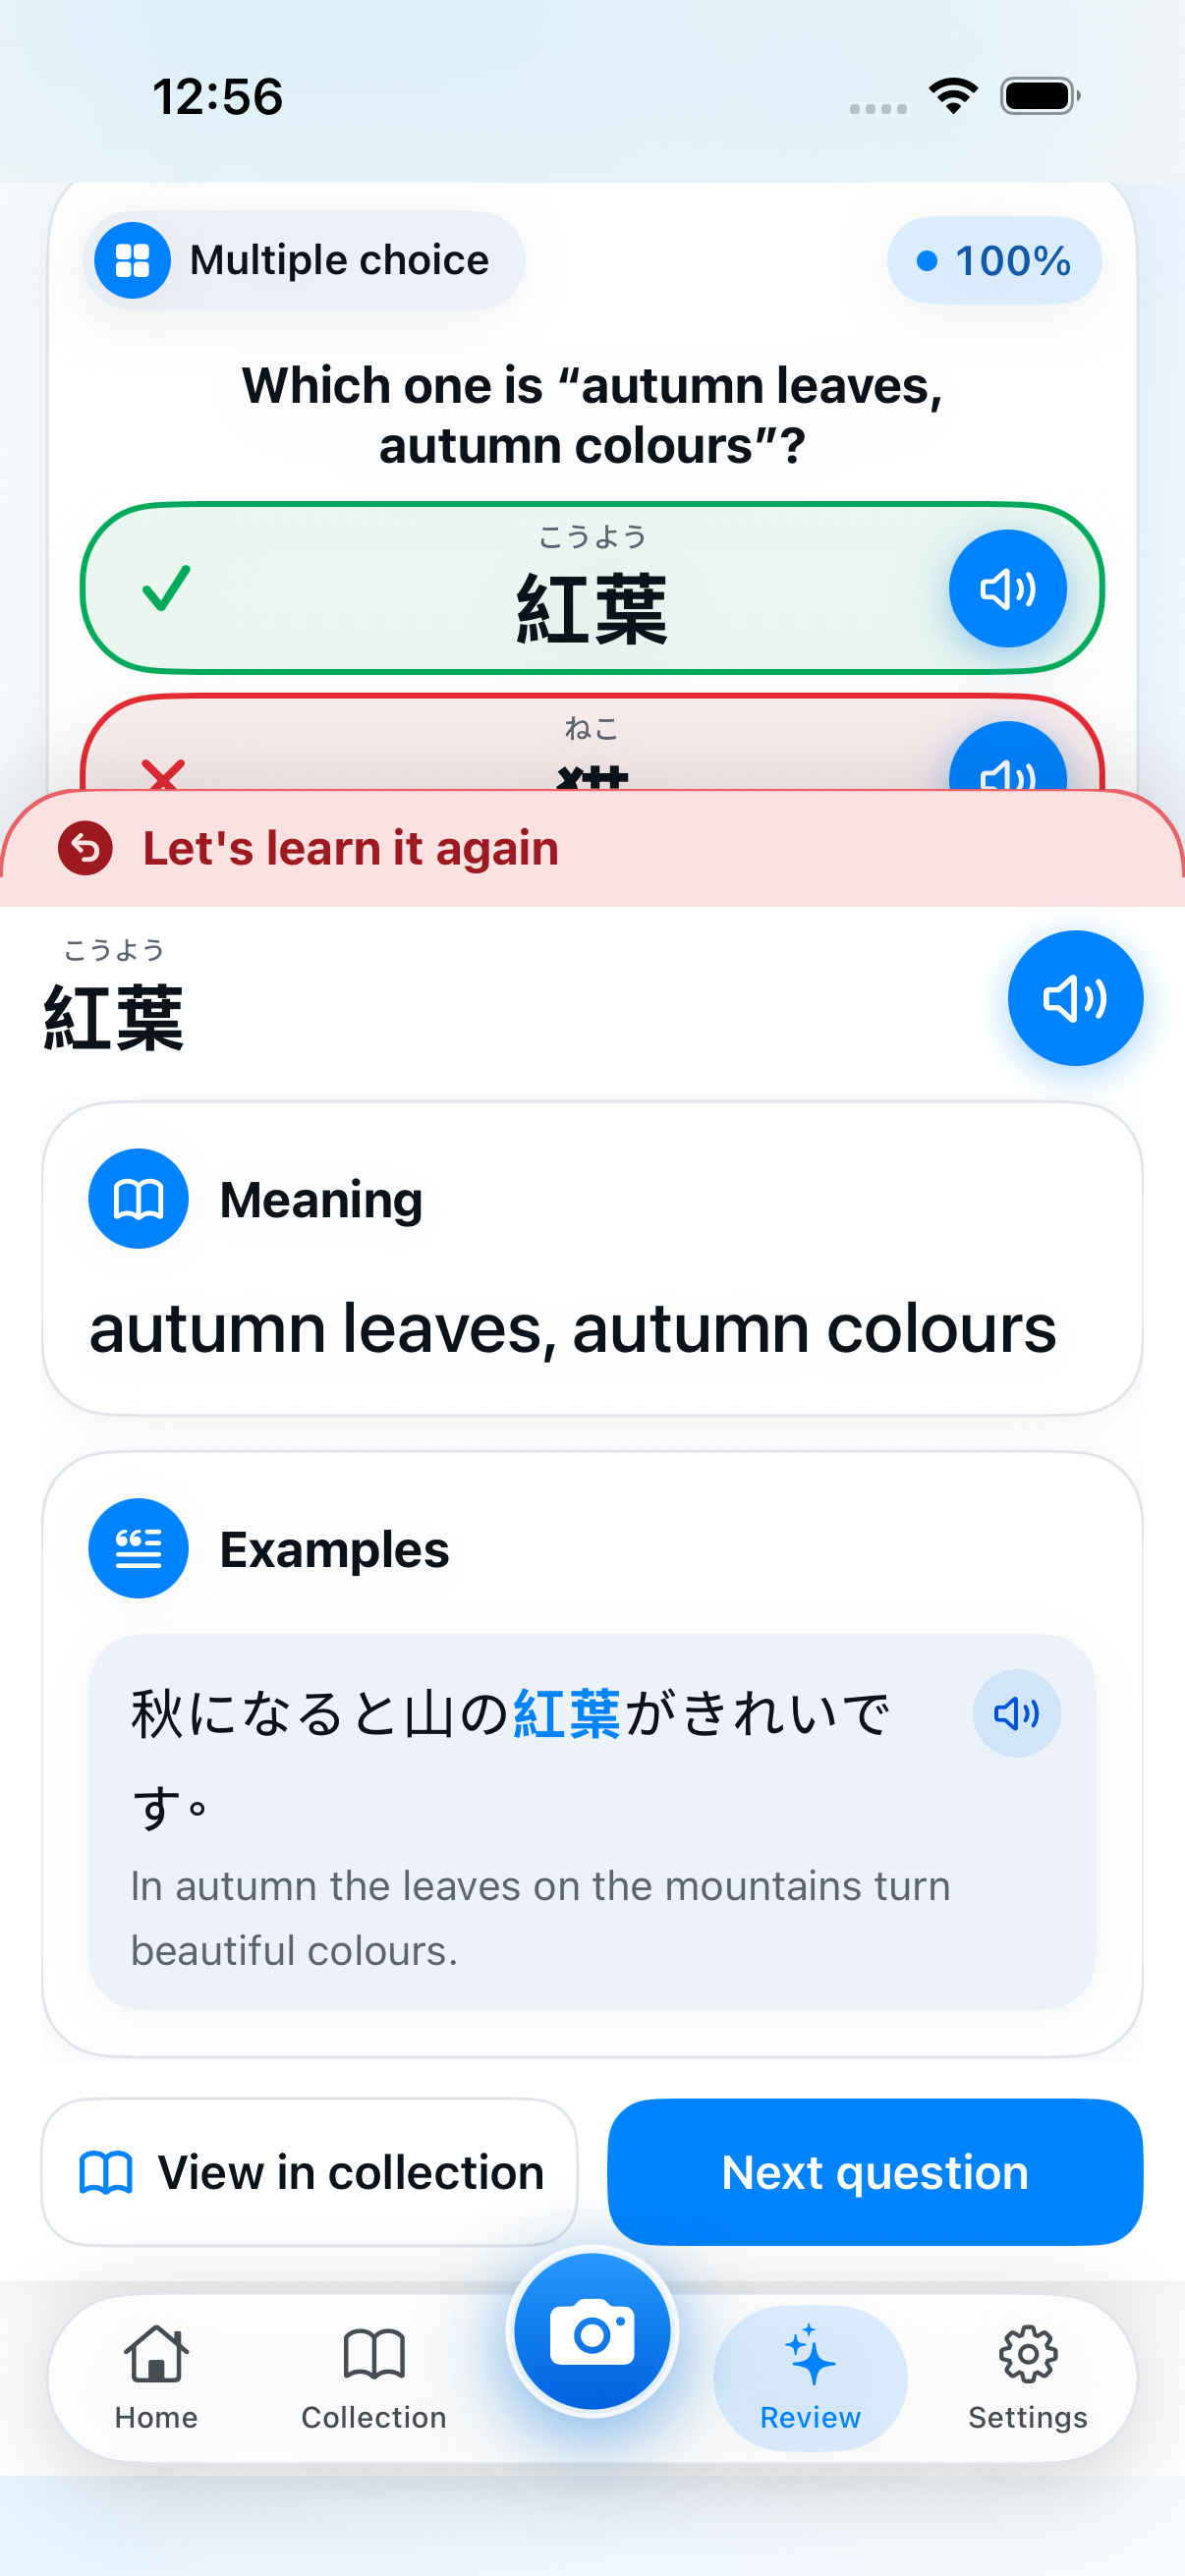 12:56
Multiple choice
100%
Which one is “autumn leaves,
autumn colours”?
こうよう
紅葉
ねこ
Let's learn it again
こうよう
紅葉
Meaning
autumn leaves, autumn colours
Examples
秋になると山の紅葉がきれいで
す。
In autumn the leaves on the mountains turn
beautiful colours.
View in collection
Next question
Home
Collection
Review
Settings